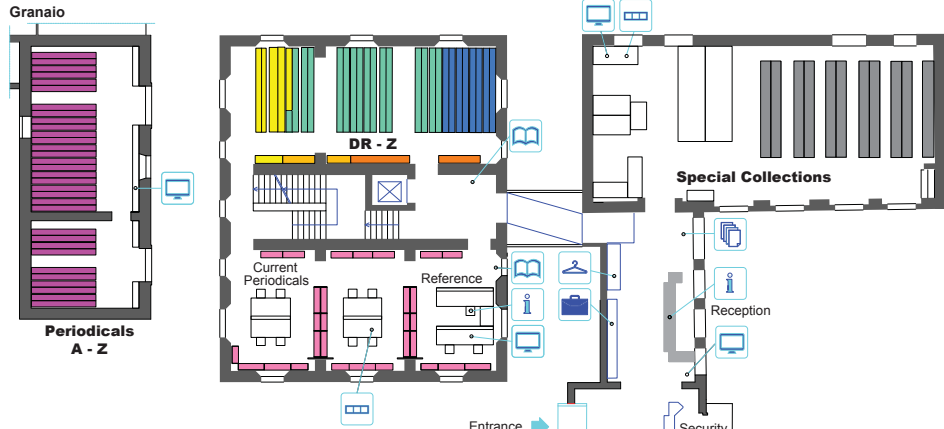 Granaio
DR - Z
Special Collections
Current
Periodicals
Reference
i
i
Reception
Periodicals
A - Z
Entrance
Security